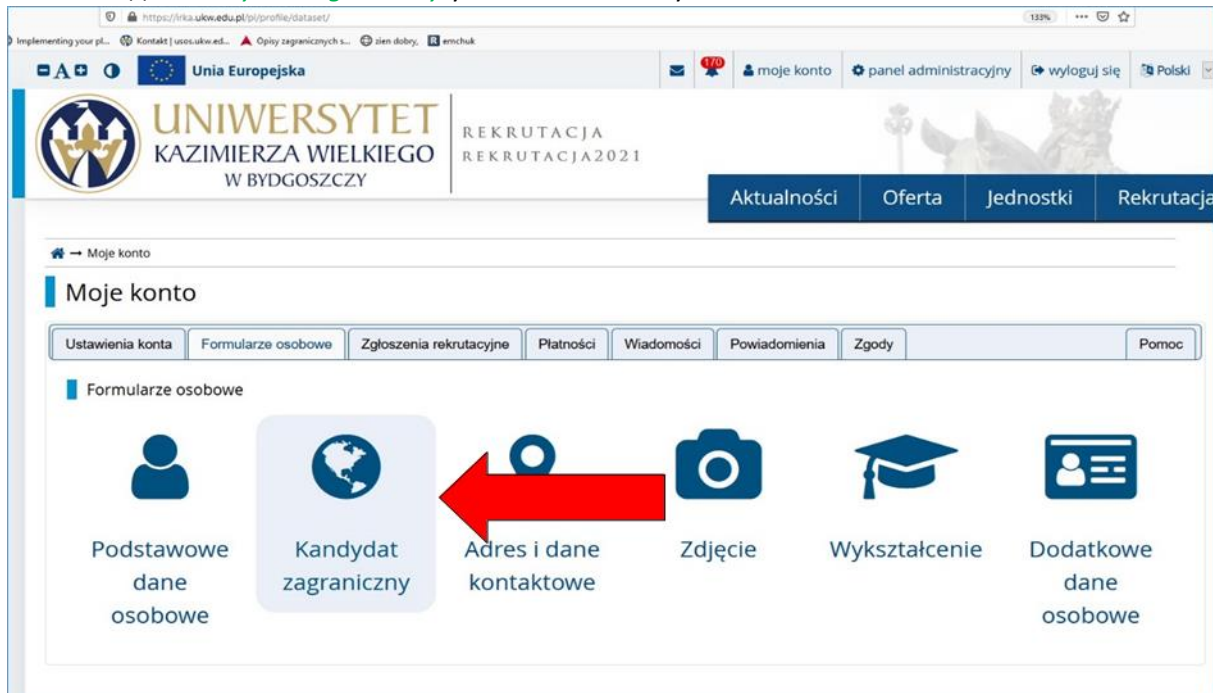 https://irka.ukw.edu.pl/pl/profile/dataset/
133%
Implementing your pl... Kontakt | usos.ukw.ed... Opisy zagranicznych s... zien dobry, emchuk
A Unia Europejska 170 moje konto panel administracyjny wyloguj się Polski
UNIWERSYTET
KAZIMIERZA WIELKIEGO
W BYDGOSZCZY
REKRUTACJA
REKRUTACJA2021
Aktualności Oferta Jednostki Rekrutacja
→ Moje konto
Moje konto
Ustawienia konta Formularze osobowe Zgłoszenia rekrutacyjne Płatności Wiadomości Powiadomienia Zgody Pomoc
Formularze osobowe
Podstawowe dane osobowe
Kandydat zagraniczny
Adres i dane kontaktowe
Zdjęcie
Wykształcenie
Dodatkowe dane osobowe